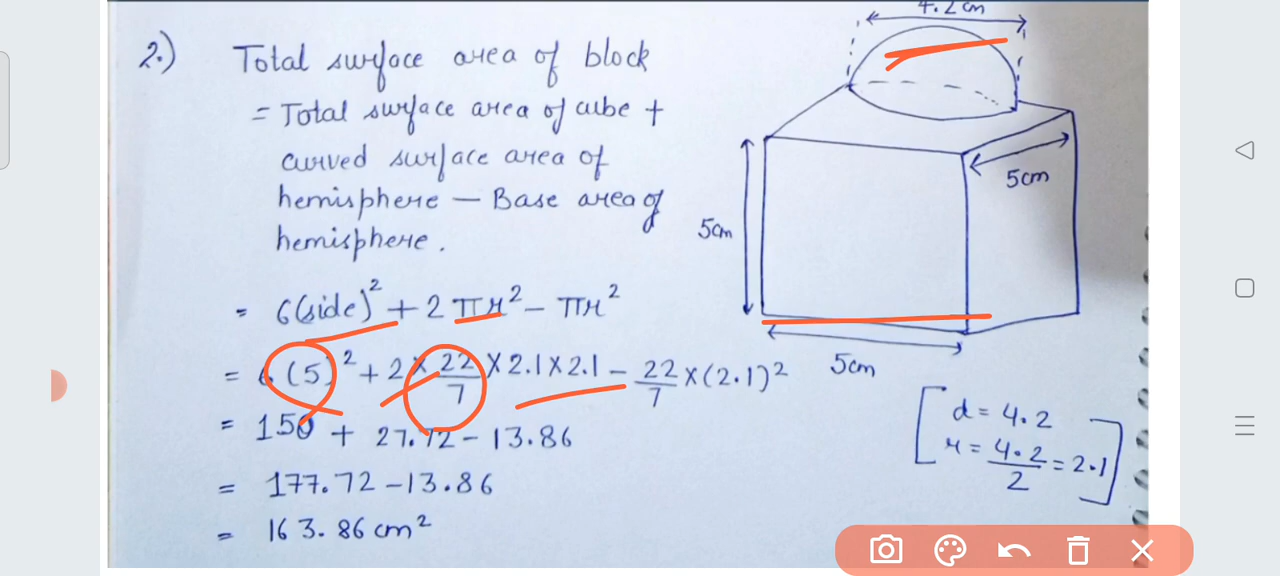 2.) Total surface area of block
= Total surface area of cube +
curved surface area of
hemisphere — Base area of
hemisphere.
= 6(side)² + 2πr² - πr²
= 6(5)² + 2 × 22/7 × 2.1 × 2.1 - 22/7 × (2.1)²
= 150 + 27.72 - 13.86
= 177.72 - 13.86
= 163.86 cm²
4.2 cm
5cm
5cm
5cm
d = 4.2
r = 4.2/2 = 2.1